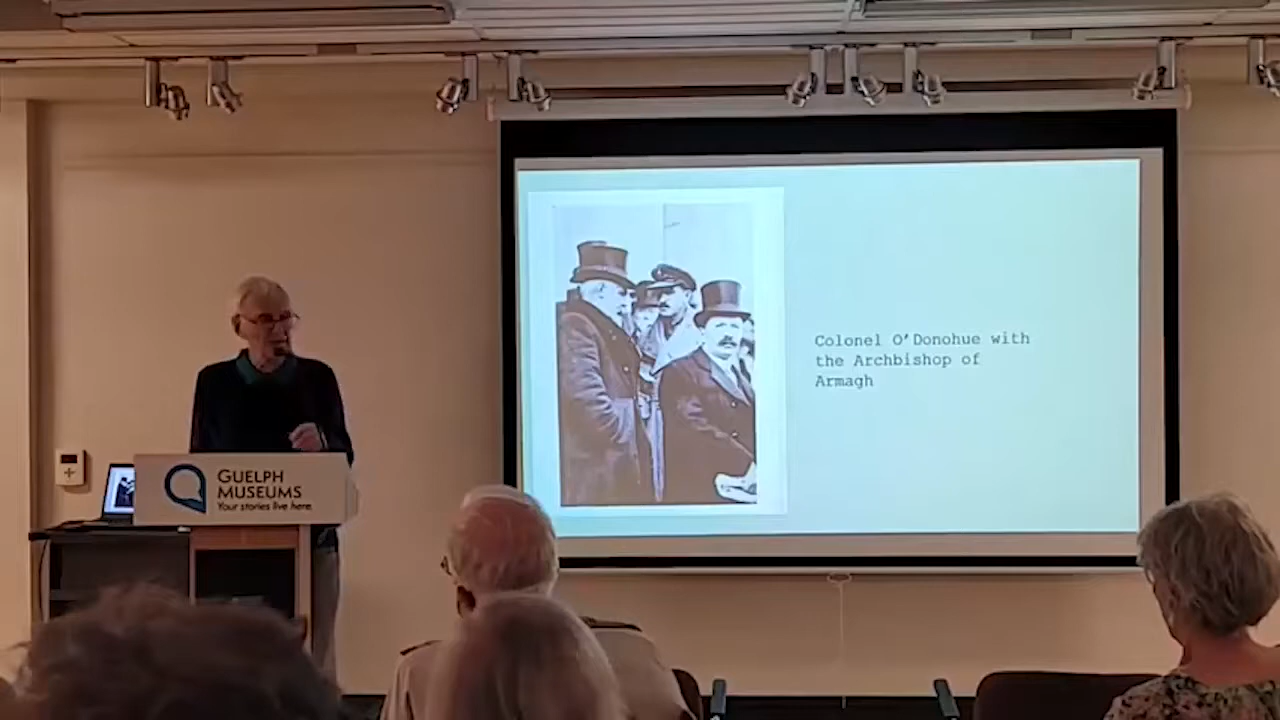 GUELPH
MUSEUMS
Your stories live here.
Colonel O'Donohue with
the Archbishop of
Armagh